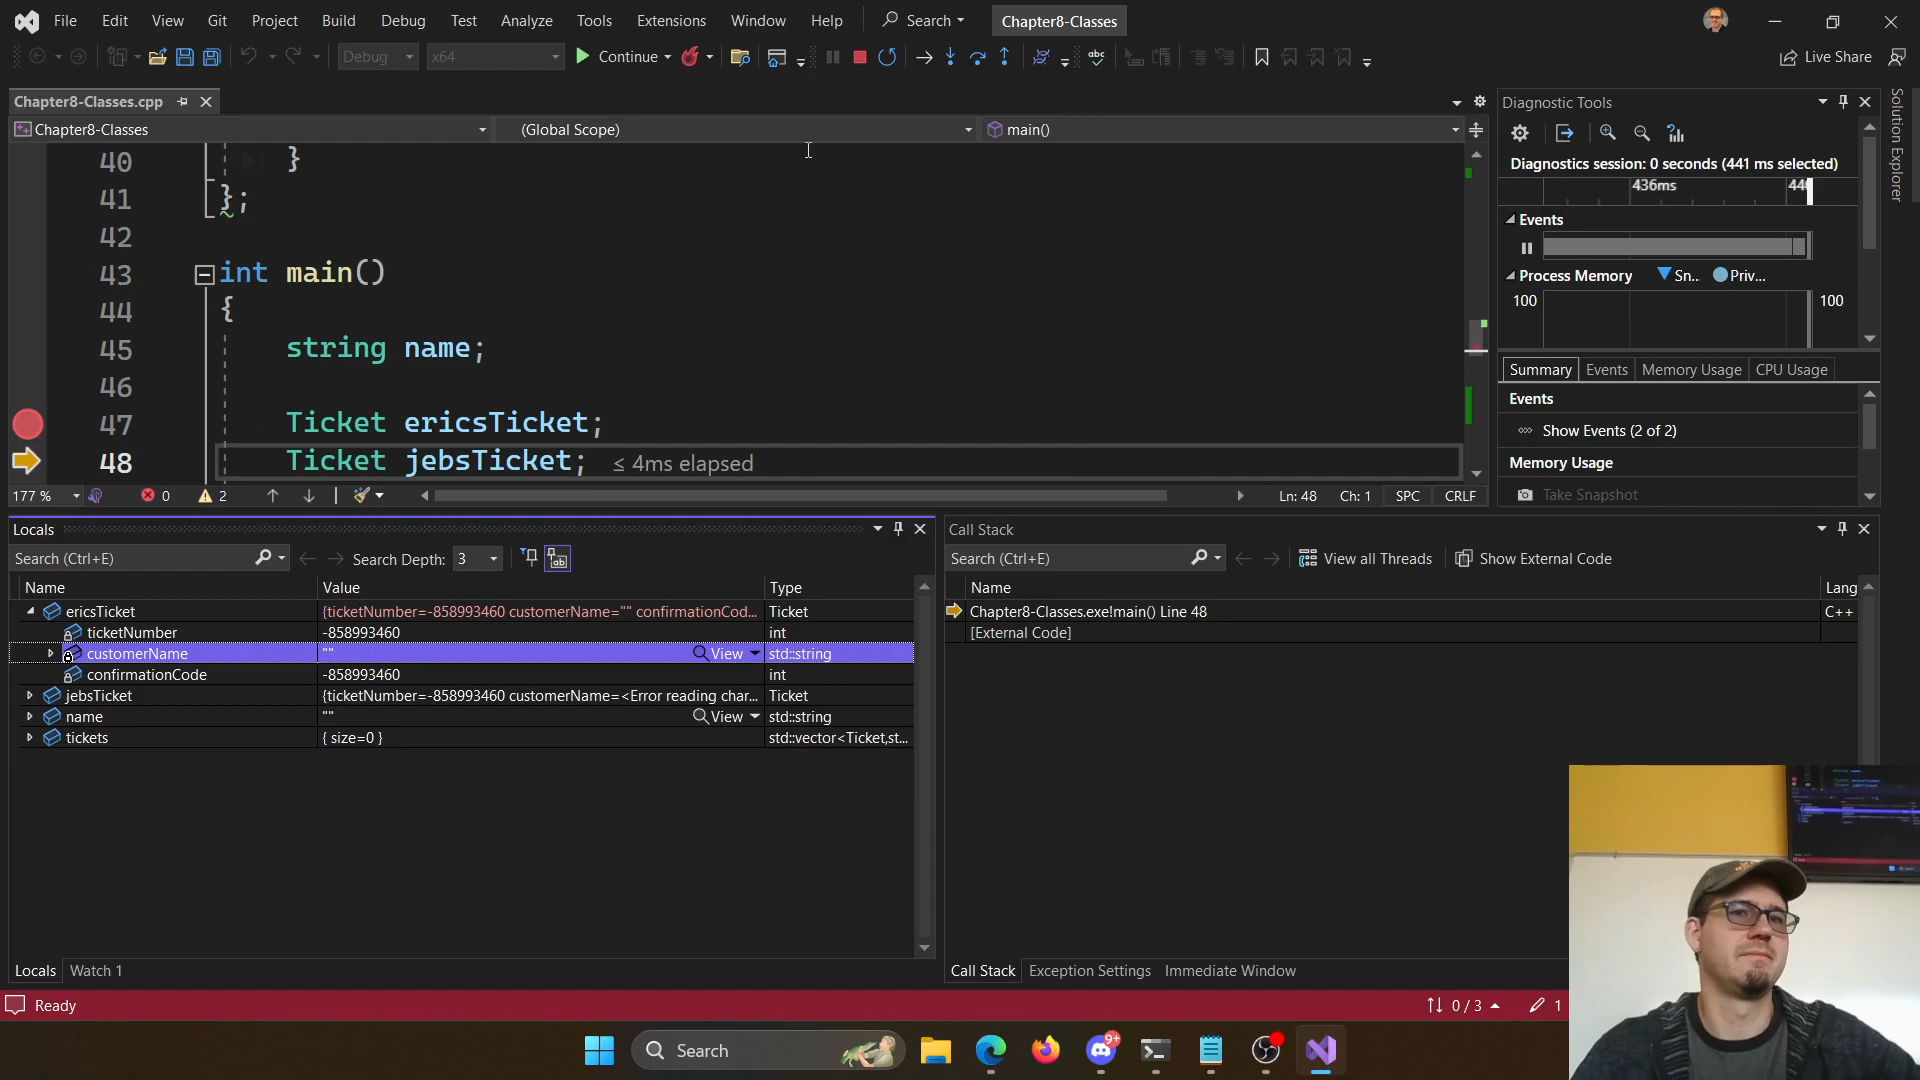 File Edit View Git Project Build Debug Test Analyze Tools Extensions Window Help Search Chapter8-Classes
Debug x64 Continue abc Live Share
Chapter8-Classes.cpp
Chapter8-Classes (Global Scope) main()
40 }
41 };
42
43 int main()
44 {
45 string name;
46
47 Ticket ericsTicket;
48 Ticket jebsTicket; ≤ 4ms elapsed
177 % 0 2 Ln: 48 Ch: 1 SPC CRLF
Diagnostic Tools
Diagnostics session: 0 seconds (441 ms selected)
436ms 44
Events
Process Memory Sn.. Priv...
100 100
Summary Events Memory Usage CPU Usage
Events
Show Events (2 of 2)
Memory Usage
Take Snapshot
Solution Explorer
Locals
Search (Ctrl+E) Search Depth: 3
Name Value Type
ericsTicket {ticketNumber=-858993460 customerName="" confirmationCod... Ticket
ticketNumber -858993460 int
customerName "" View std::string
confirmationCode -858993460 int
jebsTicket {ticketNumber=-858993460 customerName=<Error reading char... Ticket
name "" View std::string
tickets { size=0 } std::vector<Ticket,st...
Locals Watch 1
Call Stack
Search (Ctrl+E) View all Threads Show External Code
Name Lang
Chapter8-Classes.exe!main() Line 48 C++
[External Code]
Call Stack Exception Settings Immediate Window
Ready 0 / 3 1
Search 9+